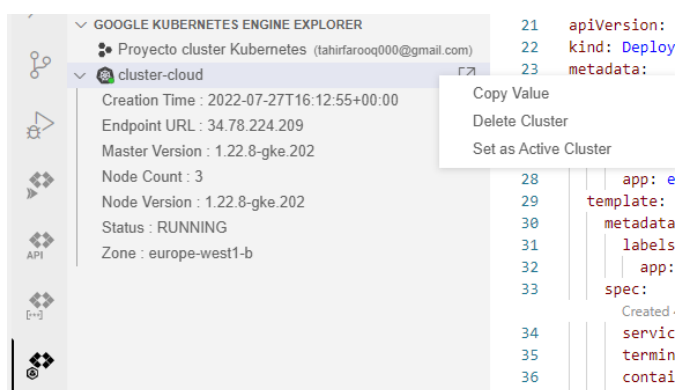 GOOGLE KUBERNETES ENGINE EXPLORER
Proyecto cluster Kubernetes (tahirfarooq000@gmail.com)
cluster-cloud
Creation Time : 2022-07-27T16:12:55+00:00
Endpoint URL : 34.78.224.209
Master Version : 1.22.8-gke.202
Node Count : 3
Node Version : 1.22.8-gke.202
Status : RUNNING
Zone : europe-west1-b
API
Copy Value
Delete Cluster
Set as Active Cluster
21 apiVersion:
22 kind: Deploy
23 metadata:
28 app: e
29 template:
30 metadata
31 labels
32 app:
33 spec:
Created
34 servic
35 termin
36 contai